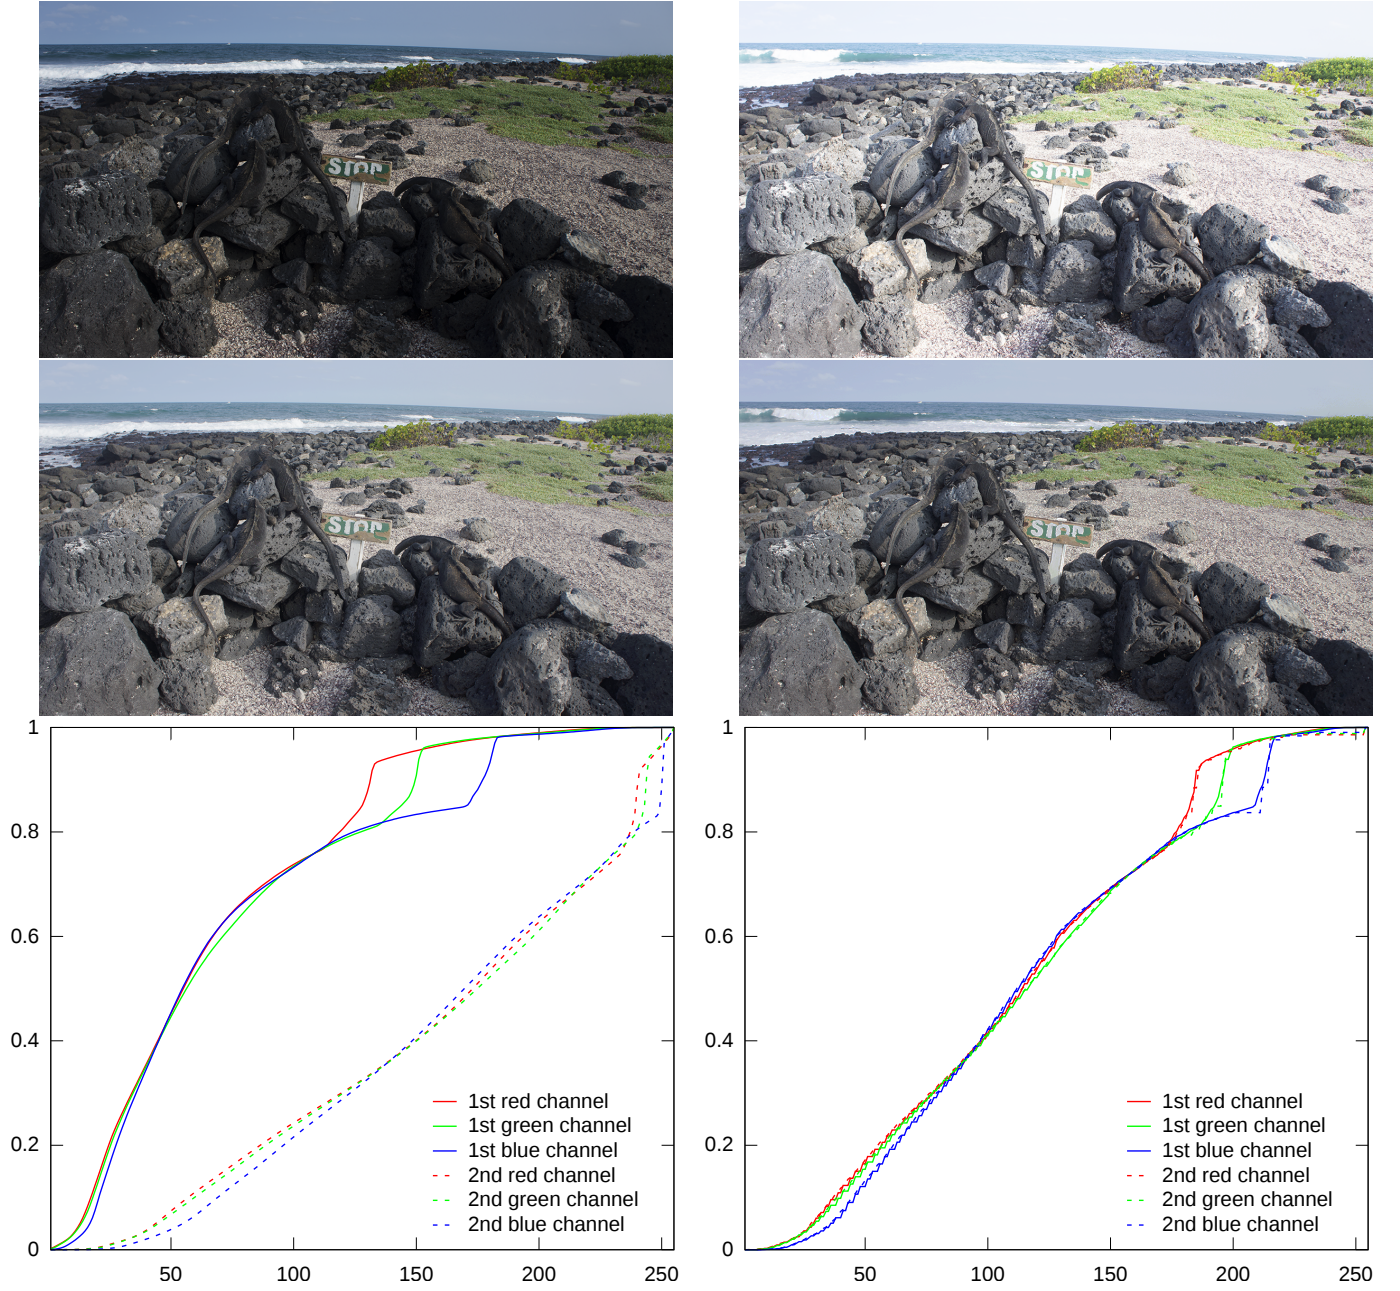 STOP
STOP
STOP
STOP
1
0.8
0.6
0.4
0.2
0
50
100
150
200
250
1st red channel
1st green channel
1st blue channel
2nd red channel
2nd green channel
2nd blue channel
1
0.8
0.6
0.4
0.2
0
50
100
150
200
250
1st red channel
1st green channel
1st blue channel
2nd red channel
2nd green channel
2nd blue channel